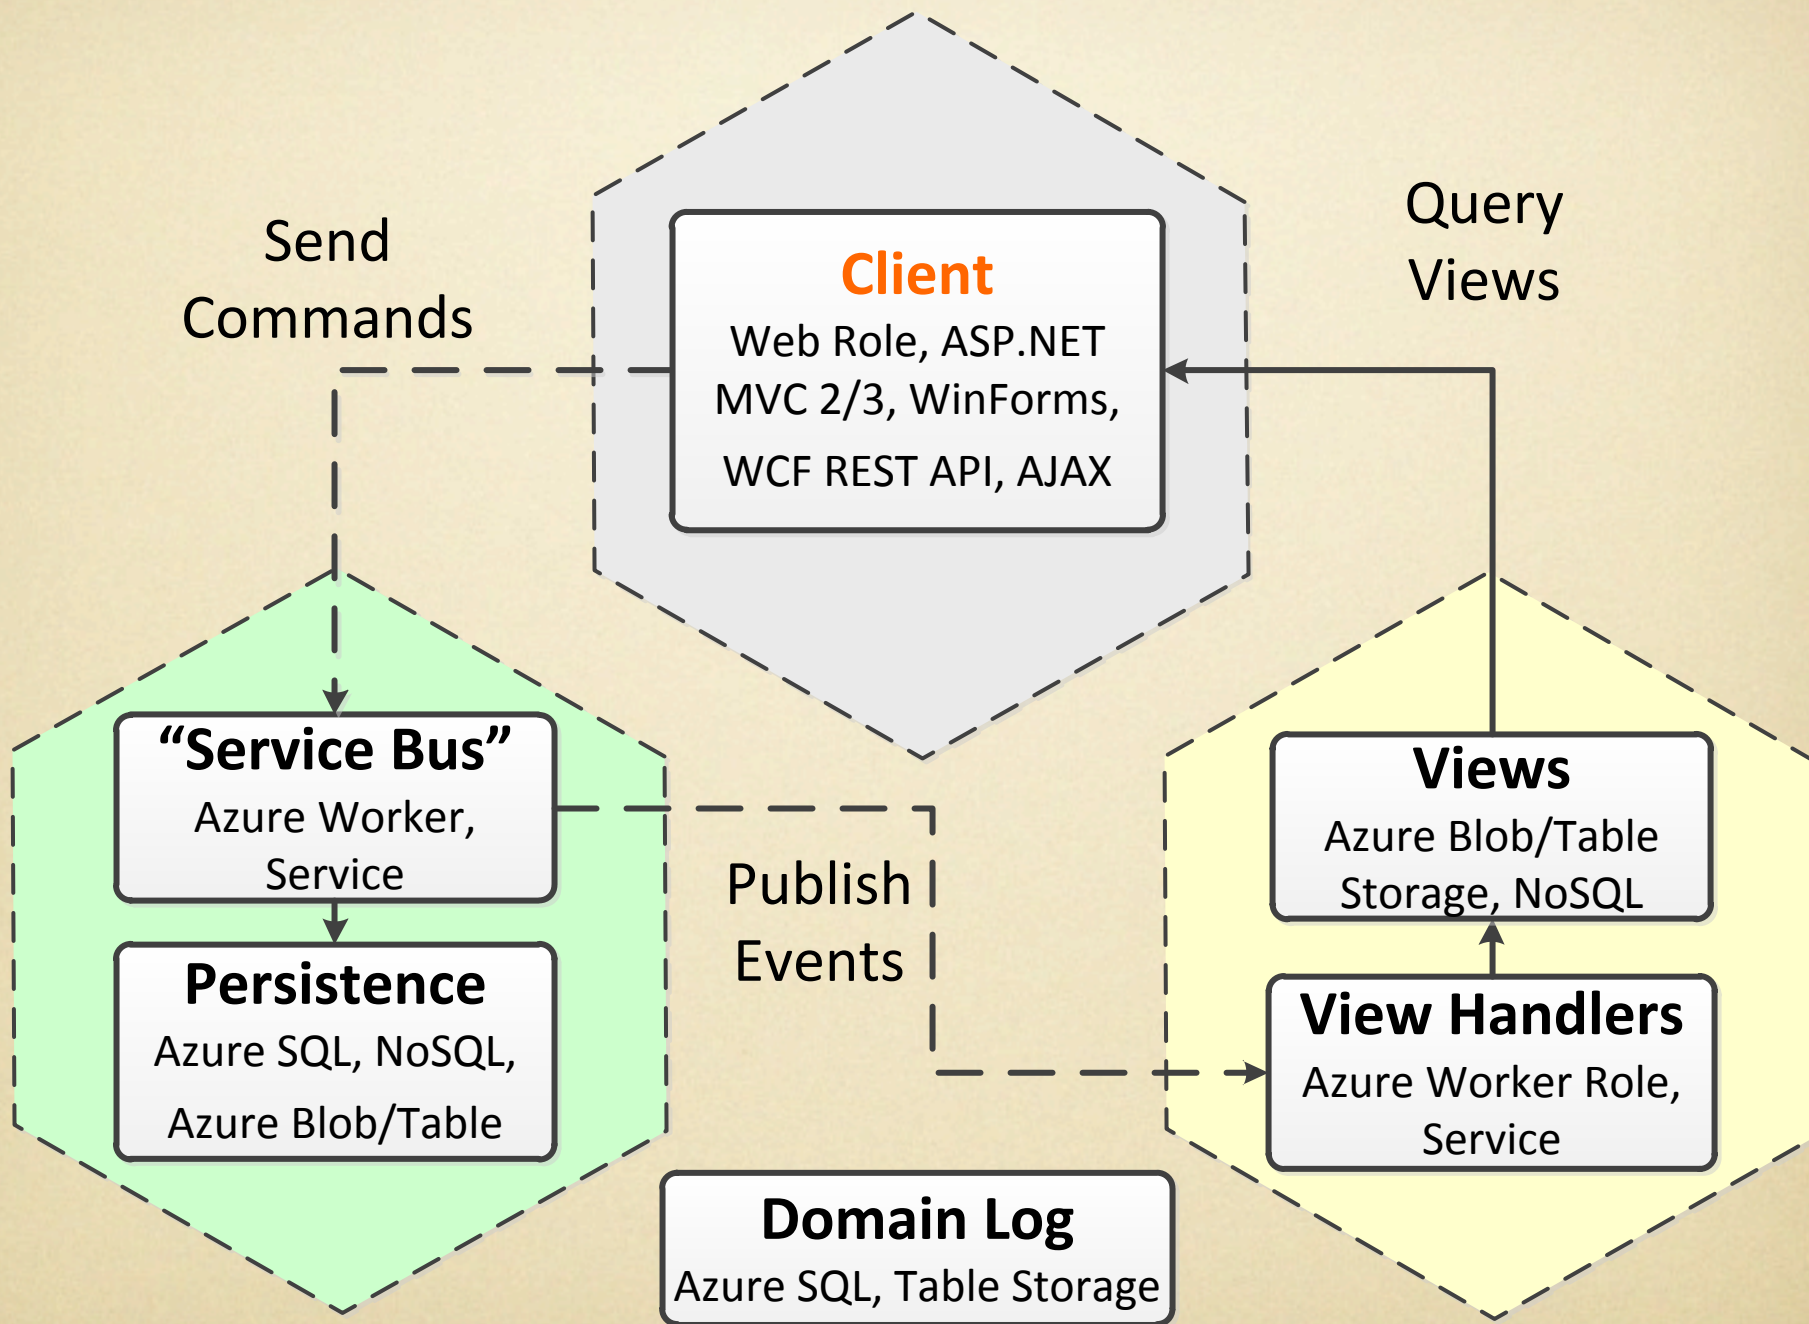 Send
Commands
Client
Web Role, ASP.NET
MVC 2/3, WinForms,
WCF REST API, AJAX
Query
Views
“Service Bus”
Azure Worker,
Service
Persistence
Azure SQL, NoSQL,
Azure Blob/Table
Publish
Events
Views
Azure Blob/Table
Storage, NoSQL
View Handlers
Azure Worker Role,
Service
Domain Log
Azure SQL, Table Storage